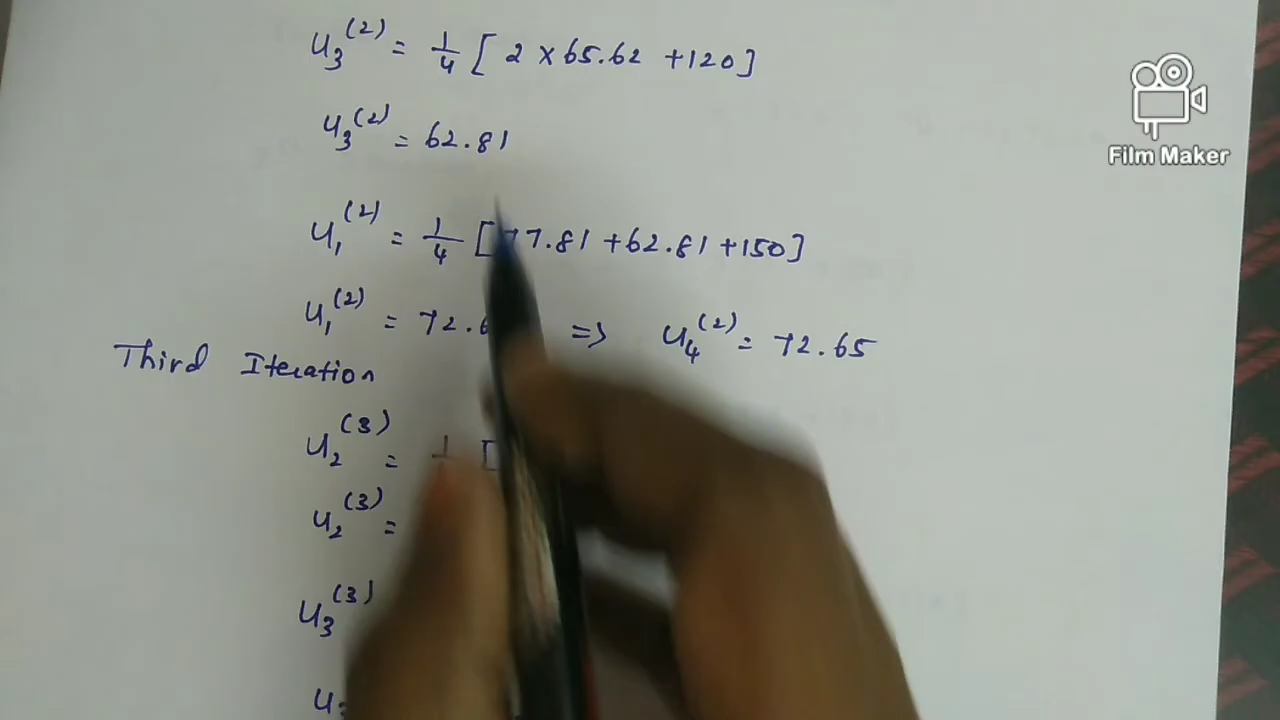 u₃⁽²⁾ = 1/4 [ 2 × 65.62 + 120 ]
u₃⁽²⁾ = 62.81
u₁⁽²⁾ = 1/4 [ 77.81 + 62.81 + 150 ]
u₁⁽²⁾ = 72.6 => u₄⁽²⁾ = 72.65
Third Iteration
u₂⁽³⁾ = 1/4 [
u₂⁽³⁾ =
u₃⁽³⁾
u
Film Maker